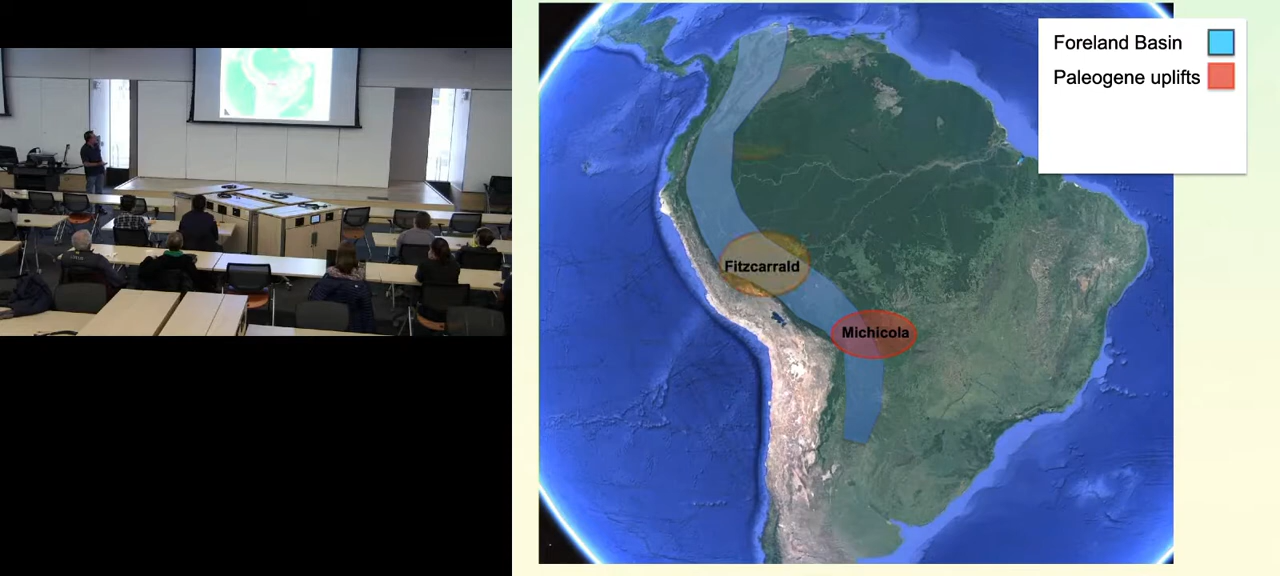 Foreland Basin
Paleogene uplifts
Fitzcarrald
Michicola